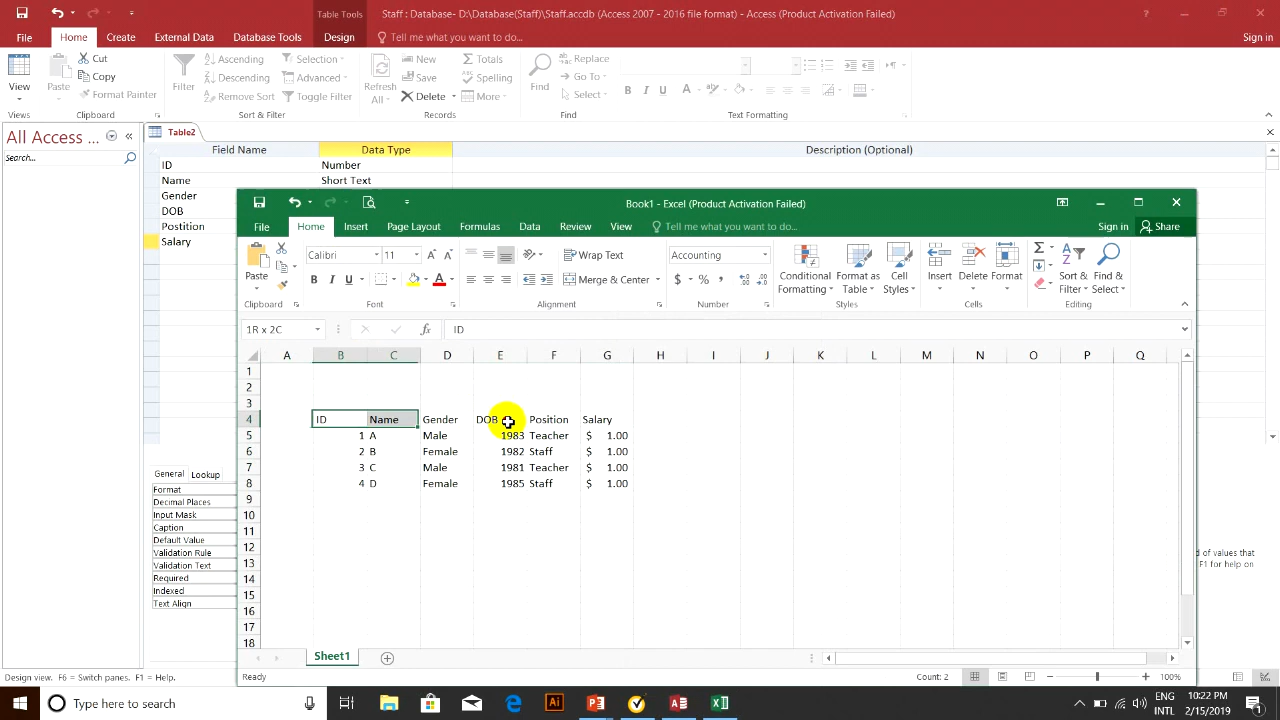 Table Tools
Staff : Database- D:\Database(Staff)\Staff.accdb (Access 2007 - 2016 file format) - Access (Product Activation Failed)
File Home Create External Data Database Tools Design Tell me what you want to do... Sign in
View Paste Cut Copy Format Painter Filter Ascending Descending Remove Sort Selection Advanced Toggle Filter Refresh All New Save Delete Totals Spelling More Find Replace Go To Select
Views Clipboard Sort & Filter Records Find Text Formatting
All Access ... Table2
Search...
Field Name Data Type Description (Optional)
ID Number
Name Short Text
Gender
DOB
Postition
Salary
Book1 - Excel (Product Activation Failed)
File Home Insert Page Layout Formulas Data Review View Tell me what you want to do... Sign in Share
Paste Calibri 11 Wrap Text Merge & Center Accounting Conditional Formatting Format as Table Cell Styles Insert Delete Format Sort & Filter Find & Select
Clipboard Font Alignment Number Styles Cells Editing
1R x 2C ID
A B C D E F G H I J K L M N O P Q
1
2
3
4 ID Name Gender DOB Position Salary
5 1 A Male 1983 Teacher $ 1.00
6 2 B Female 1982 Staff $ 1.00
7 3 C Male 1981 Teacher $ 1.00
8 4 D Female 1985 Staff $ 1.00
9
10
11
12
13
14
15
16
17
18
Sheet1
Ready Count: 2 100%
General Lookup
Format
Decimal Places
Input Mask
Caption
Default Value
Validation Rule
Validation Text
Required
Indexed
Text Align
d of values that
F1 for help on
Design view. F6 = Switch panes. F1 = Help.
Type here to search
ENG
INTL
10:22 PM
2/15/2019